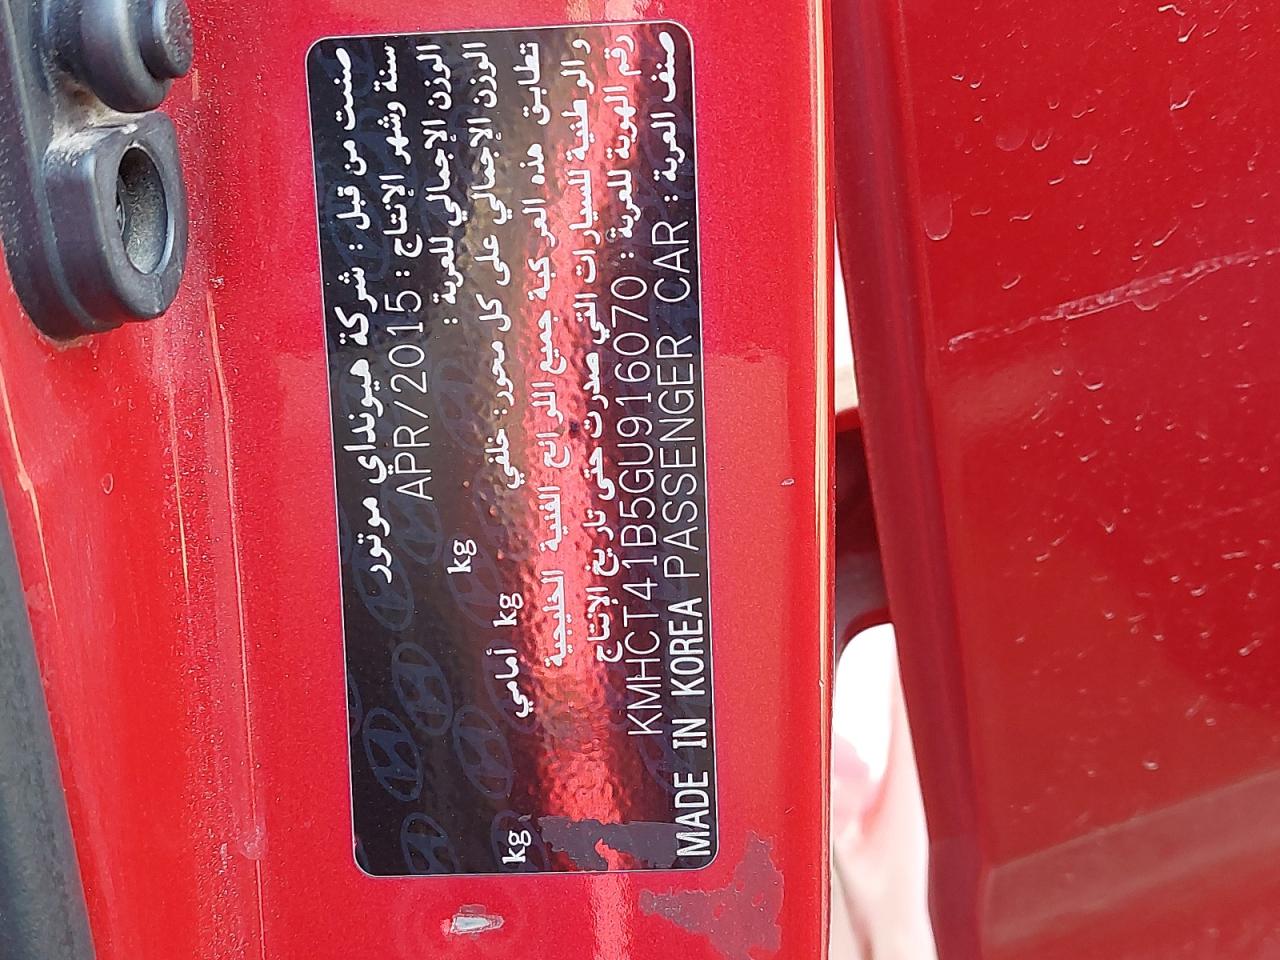 صنعت من قبل : شركة هيونداي موتور
سنة وشهر الإنتاج : APR/2015
الوزن الإجمالي للعربة : kg
الوزن الإجمالي على كل محور: خلفي kg أمامي kg
تطابق هذه المركبة جميع اللوائح الفنية الخليجية
والوطنية للسيارات التي صدرت حتى تاريخ الإنتاج
رقم الهوية للعربة : KMHCT41B5GU916070
صنف العربة : PASSENGER CAR MADE IN KOREA